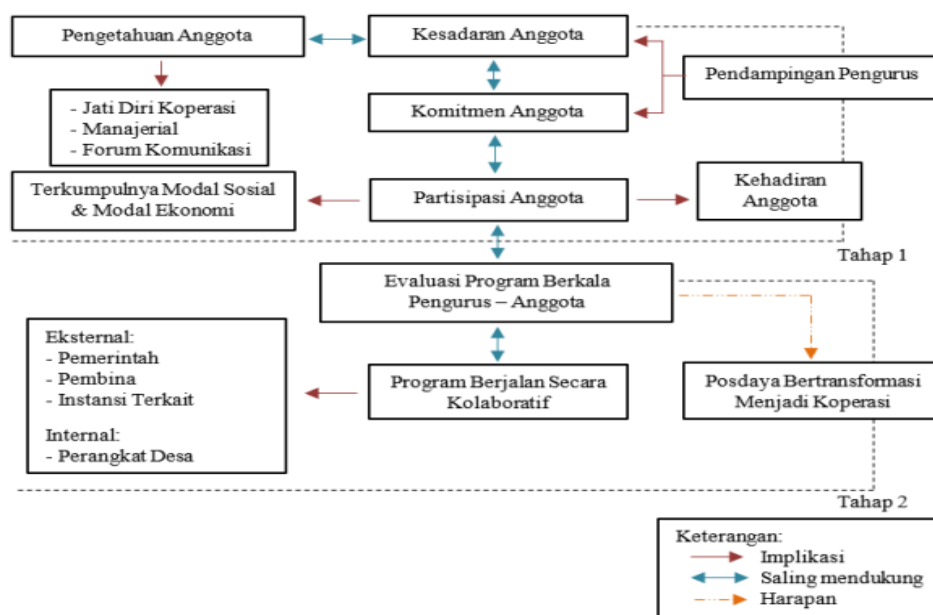 Pengetahuan Anggota
Kesadaran Anggota
Pendampingan Pengurus
- Jati Diri Koperasi
- Manajerial
- Forum Komunikasi
Komitmen Anggota
Terkumpulnya Modal Sosial
& Modal Ekonomi
Partisipasi Anggota
Kehadiran
Anggota
Tahap 1
Evaluasi Program Berkala
Pengurus – Anggota
Eksternal:
- Pemerintah
- Pembina
- Instansi Terkait
Internal:
- Perangkat Desa
Program Berjalan Secara
Kolaboratif
Posdaya Bertransformasi
Menjadi Koperasi
Tahap 2
Keterangan:
Implikasi
Saling mendukung
Harapan